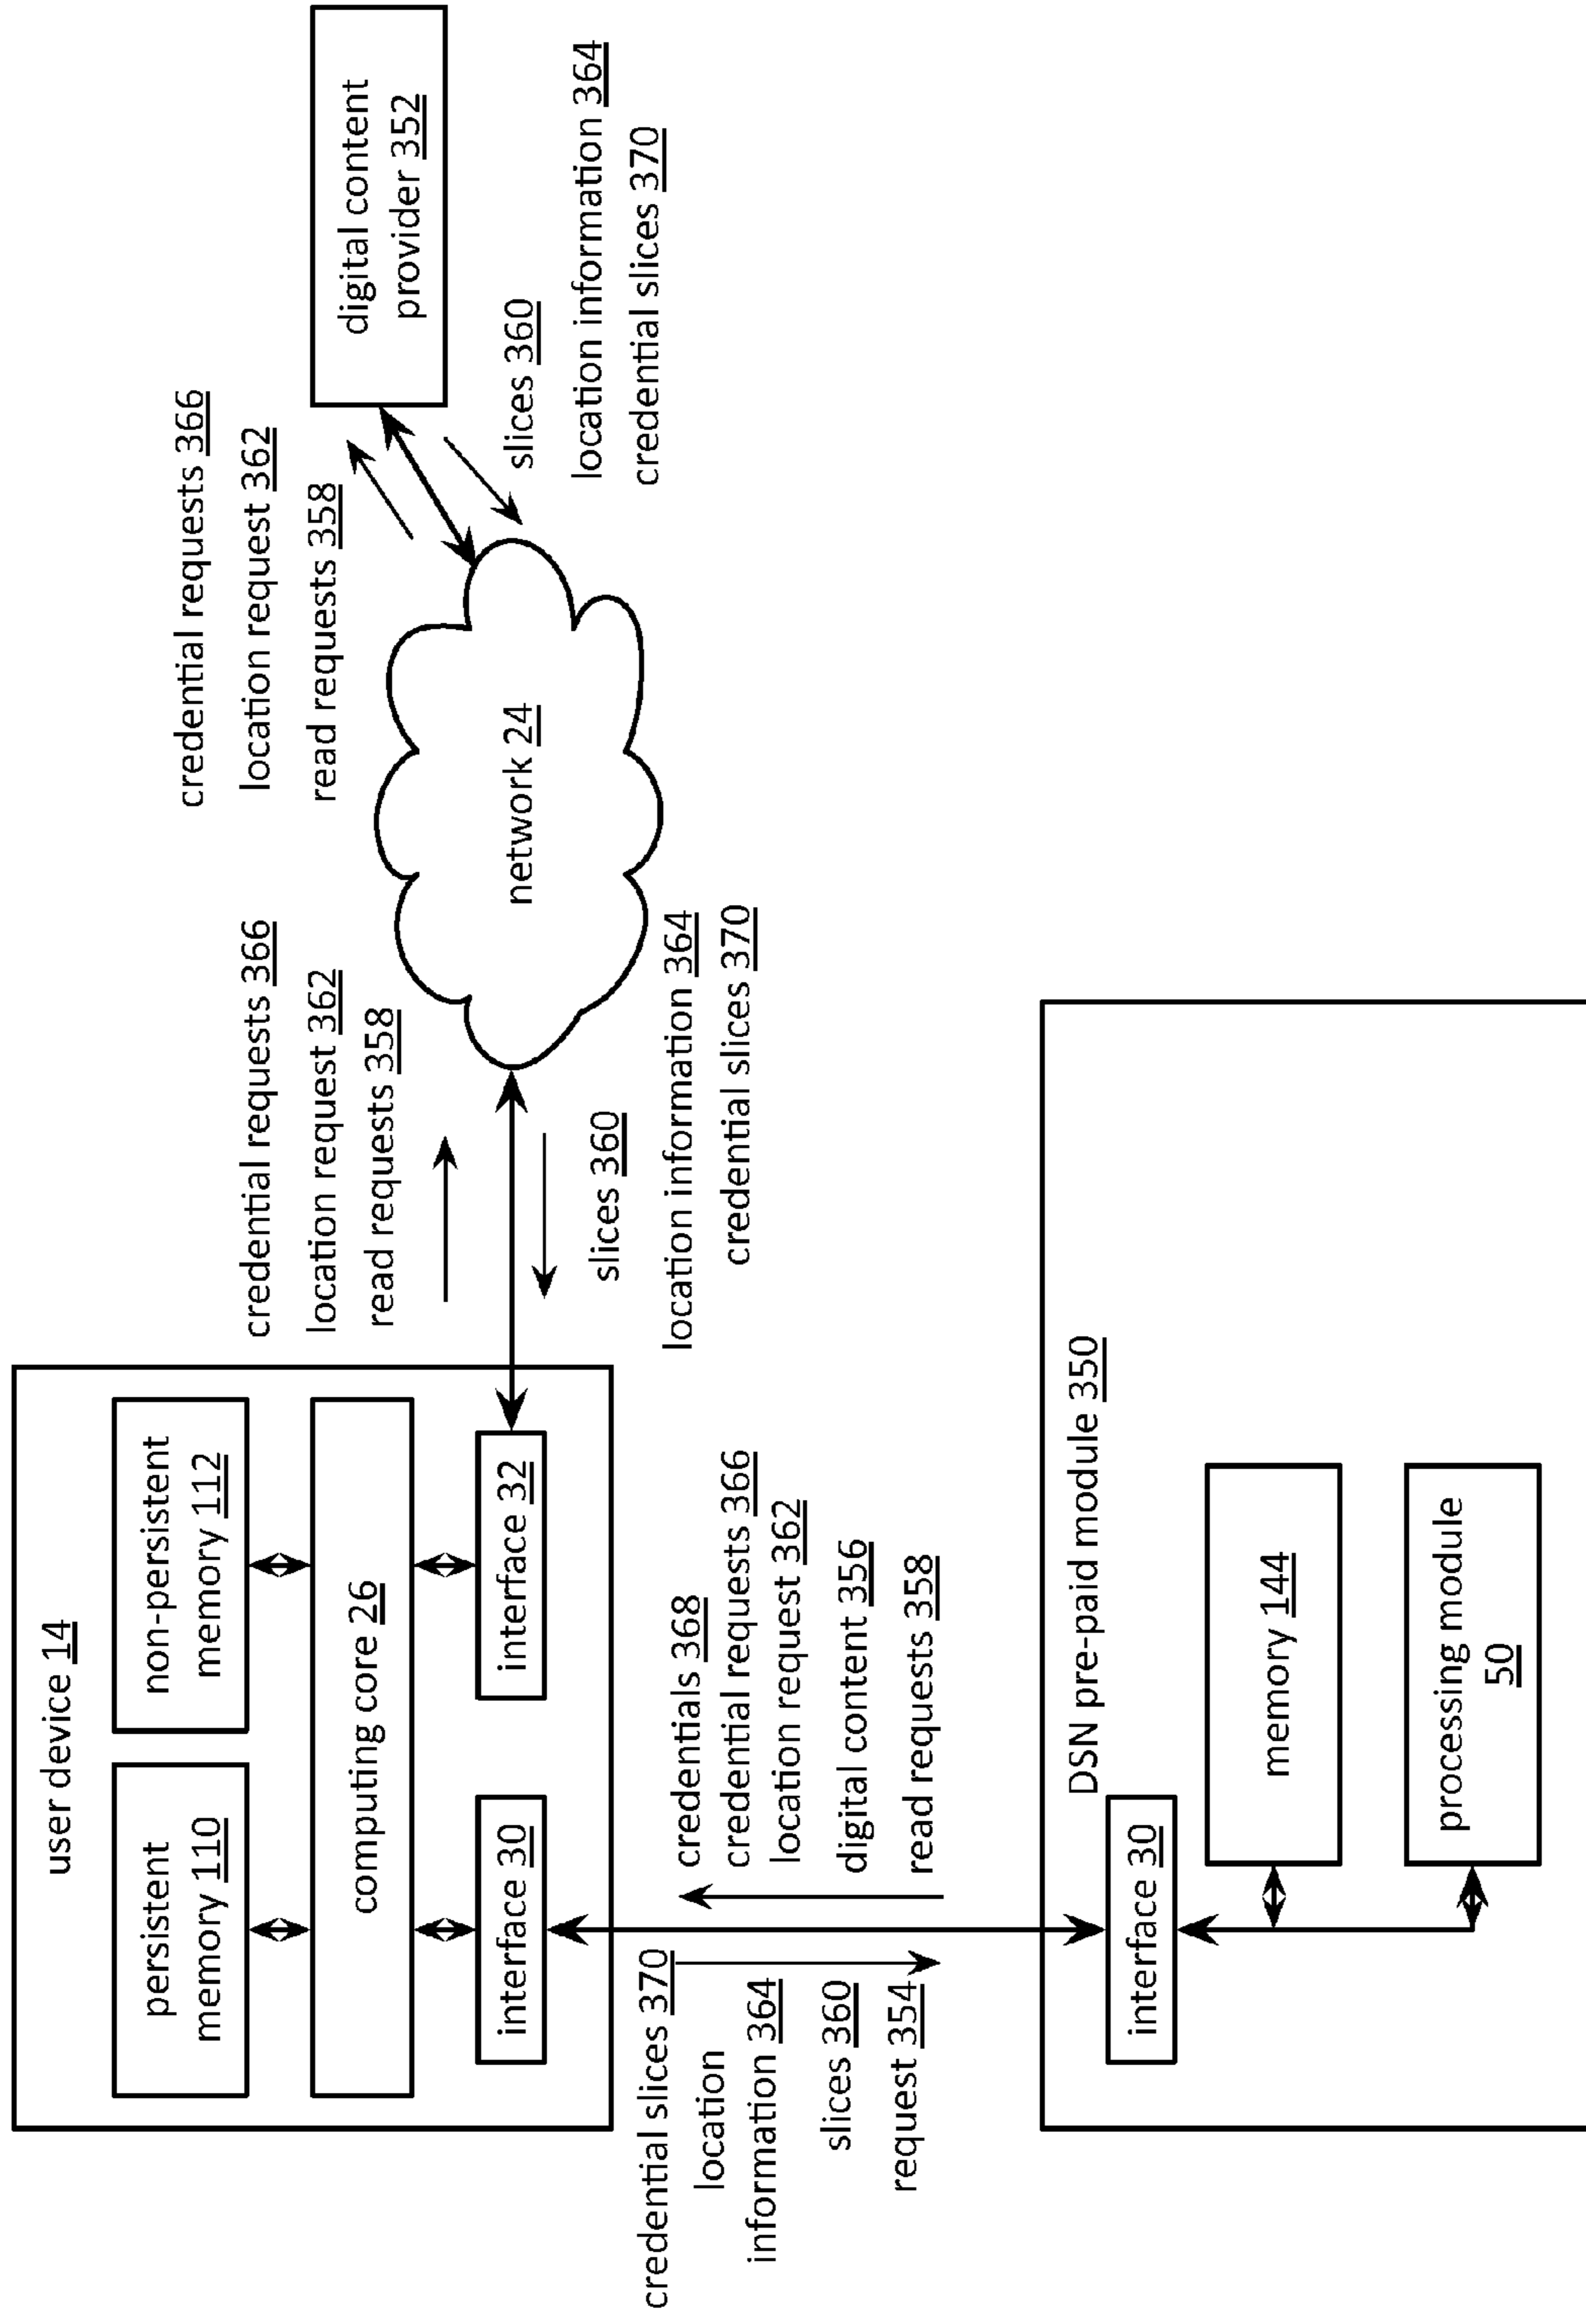 user device 14
persistent
memory 110
non-persistent
memory 112
computing core 26
interface 30
interface 32
credential requests 366
location request 362
read requests 358
slices 360
location information 364
credential slices 370
network 24
credential requests 366
location request 362
read requests 358
digital content
provider 352
slices 360
location information 364
credential slices 370
credential slices 370
location
information 364
slices 360
request 354
credentials 368
credential requests 366
location request 362
digital content 356
read requests 358
DSN pre-paid module 350
interface 30
memory 144
processing module
50